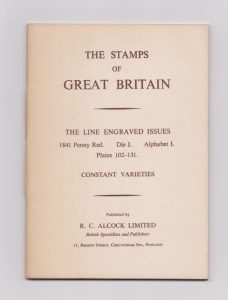 THE STAMPS
OF
GREAT BRITAIN
THE LINE ENGRAVED ISSUES
1841 Penny Red. Die I. Alphabet I.
Plates 102-131.
CONSTANT VARIETIES
Published by
R. C. ALCOCK LIMITED
British Specialists and Publishers
11, REGENT STREET, CHELTENHAM SPA, ENGLAND.